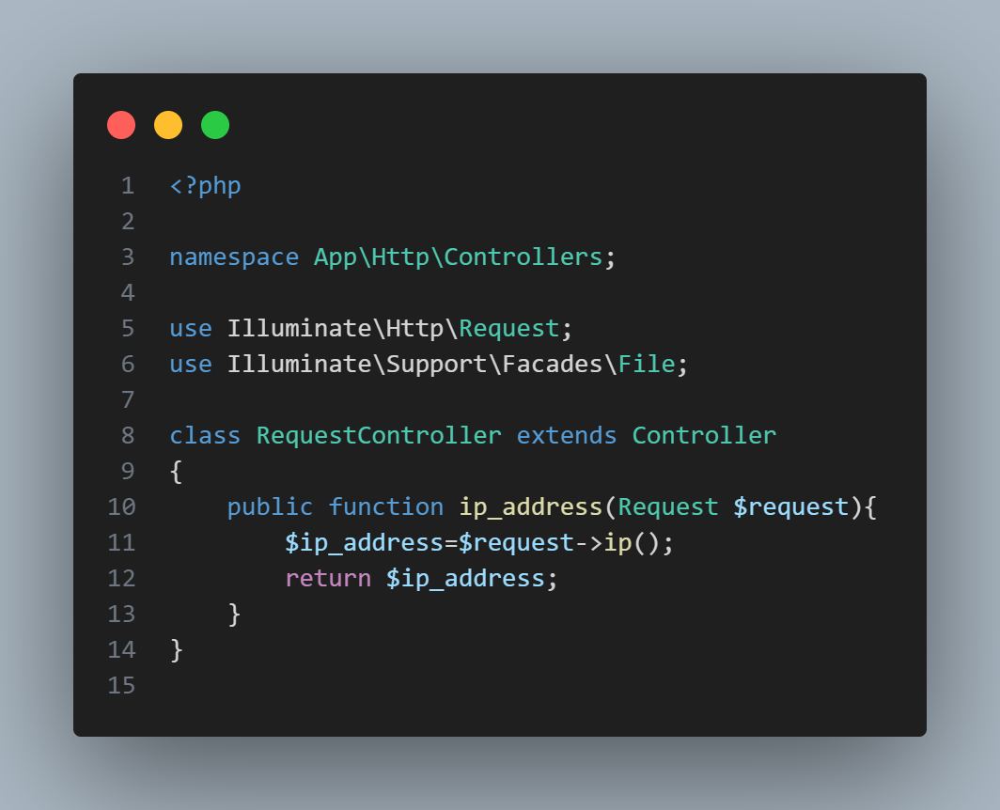 1 <?php
2
3 namespace App\Http\Controllers;
4
5 use Illuminate\Http\Request;
6 use Illuminate\Support\Facades\File;
7
8 class RequestController extends Controller
9 {
10     public function ip_address(Request $request){
11         $ip_address=$request->ip();
12         return $ip_address;
13     }
14 }
15